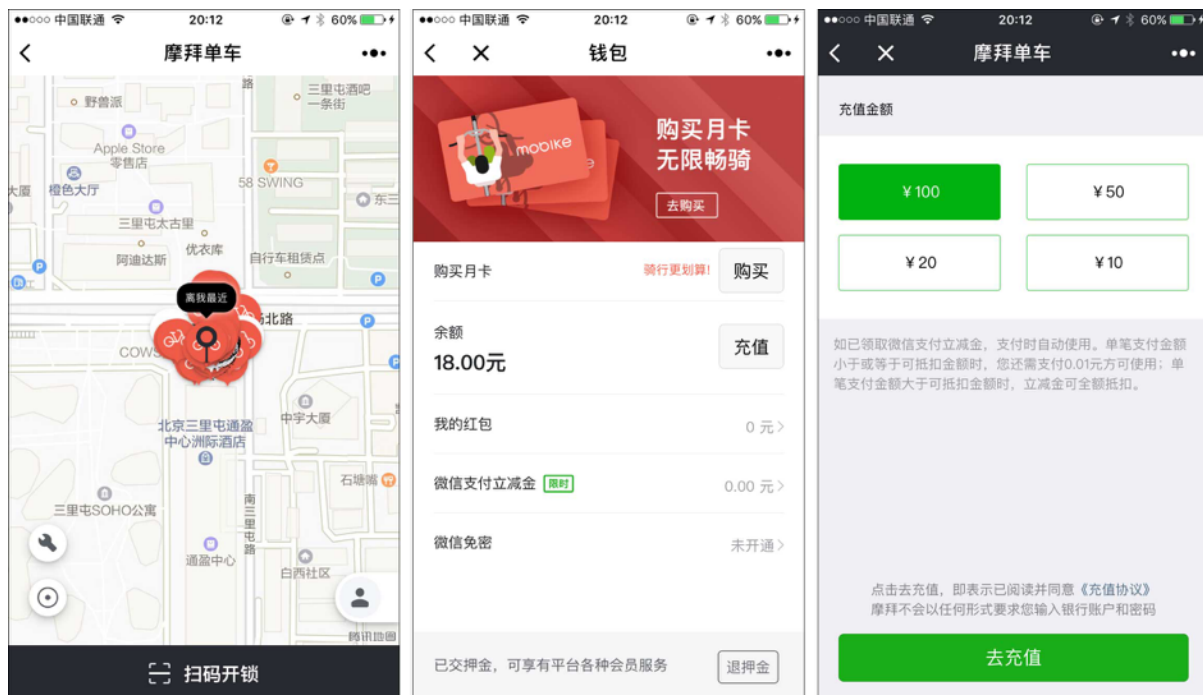 中国联通 20:12 60%
摩拜单车
路
三里屯酒吧
一条街
野兽派
Apple Store
零售店
橙色大厅
大厦
58 SWING
东三
三里屯太古里
优衣库
阿迪达斯
自行车租赁点
离我最近
北路
COWS
北京三里屯通盈
中心洲际酒店
中宇大厦
石塘嘴
三里屯SOHO公寓
南三里屯路
通盈中心
白西社区
腾讯地图
扫码开锁
中国联通 20:12 60%
钱包
mobike
购买月卡
无限畅骑
去购买
购买月卡 骑行更划算! 购买
余额
18.00元 充值
我的红包 0 元
微信支付立减金 限时 0.00 元
微信免密 未开通
已交押金，可享有平台各种会员服务 退押金
中国联通 20:12 60%
摩拜单车
充值金额
¥100 ¥50
¥20 ¥10
如已领取微信支付立减金，支付时自动使用。单笔支付金额
小于或等于可抵扣金额时，您还需支付0.01元方可使用；单
笔支付金额大于可抵扣金额时，立减金可全额抵扣。
点击去充值，即表示已阅读并同意《充值协议》
摩拜不会以任何形式要求您输入银行账户和密码
去充值